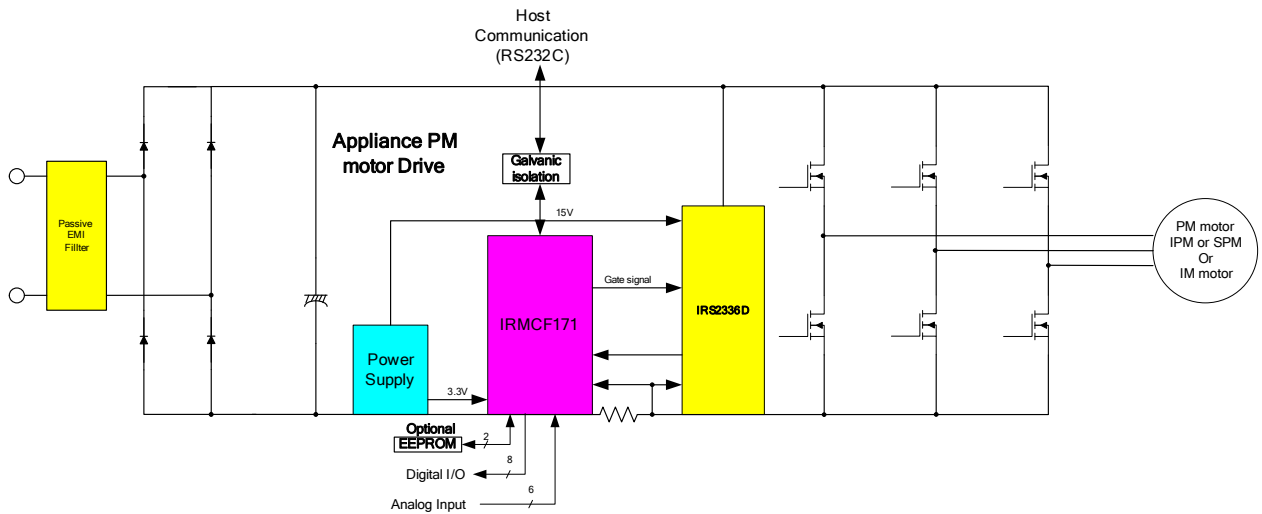 Host
Communication
(RS232C)
Appliance PM
motor Drive
Galvanic
isolation
15V
Passive
EMI
Fillter
PM motor
IPM or SPM
Or
IM motor
Gate signal
IRS2336D
IRMCF171
Power
Supply
3.3V
Optional
EEPROM
2
Digital I/O
8
Analog Input
6